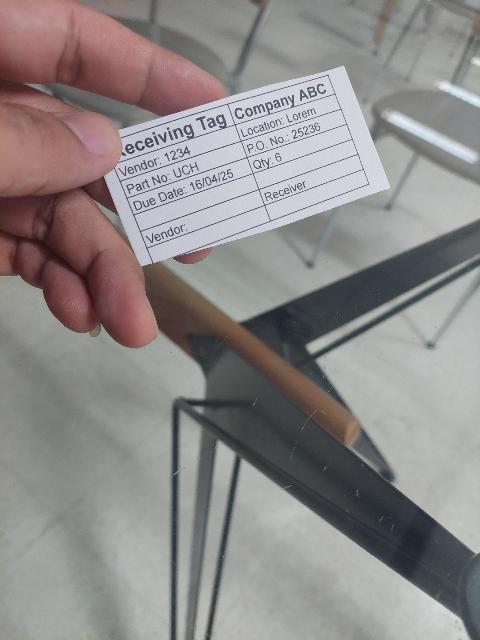 eceiving Tag Company ABC
Vendor: 1234 Location: Lorem
Part No: UCH P.O. No.: 25236
Due Date: 16/04/25 Qty: 6
Vendor: Receiver